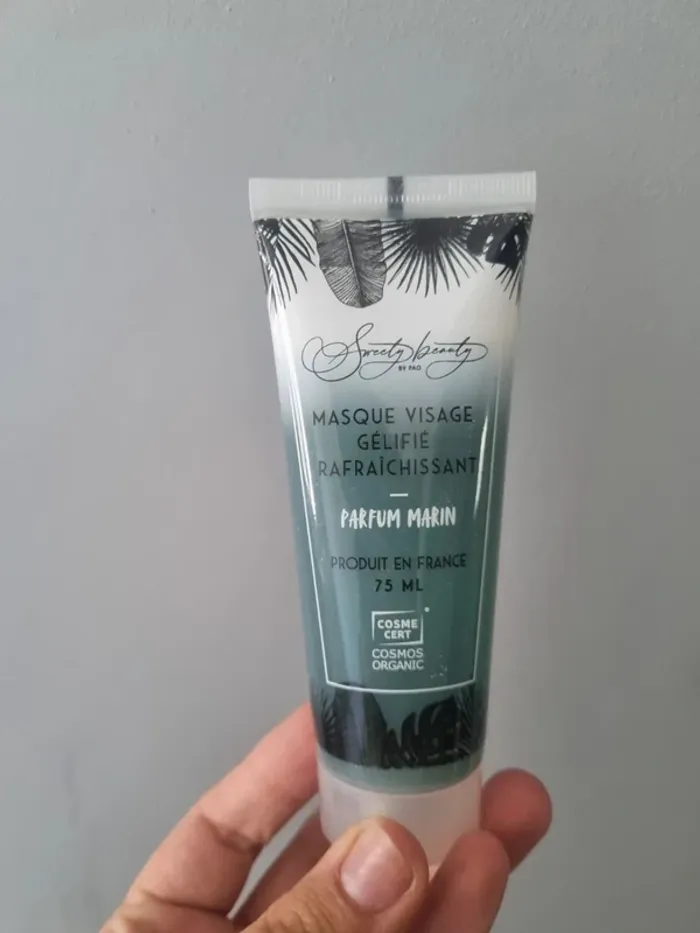 Sweety beauty
BY PAO
MASQUE VISAGE
GÉLIFIÉ
RAFRAÎCHISSANT
PARFUM MARIN
PRODUIT EN FRANCE
75 ML
COSME
CERT
COSMOS
ORGANIC